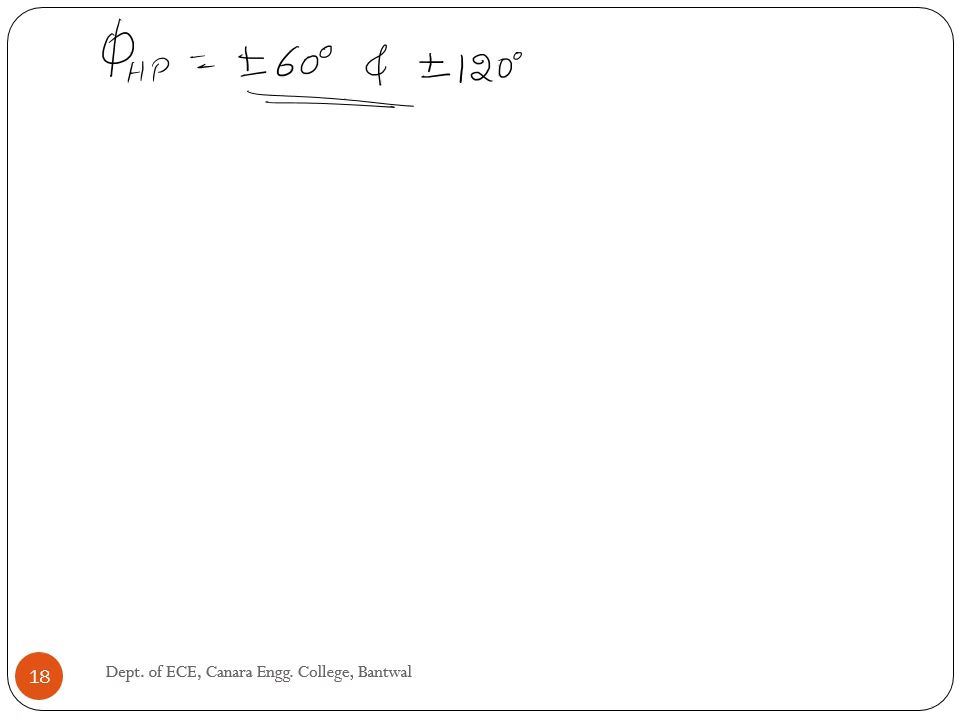 ϕHP = ±60° & ±120°
18
Dept. of ECE, Canara Engg. College, Bantwal